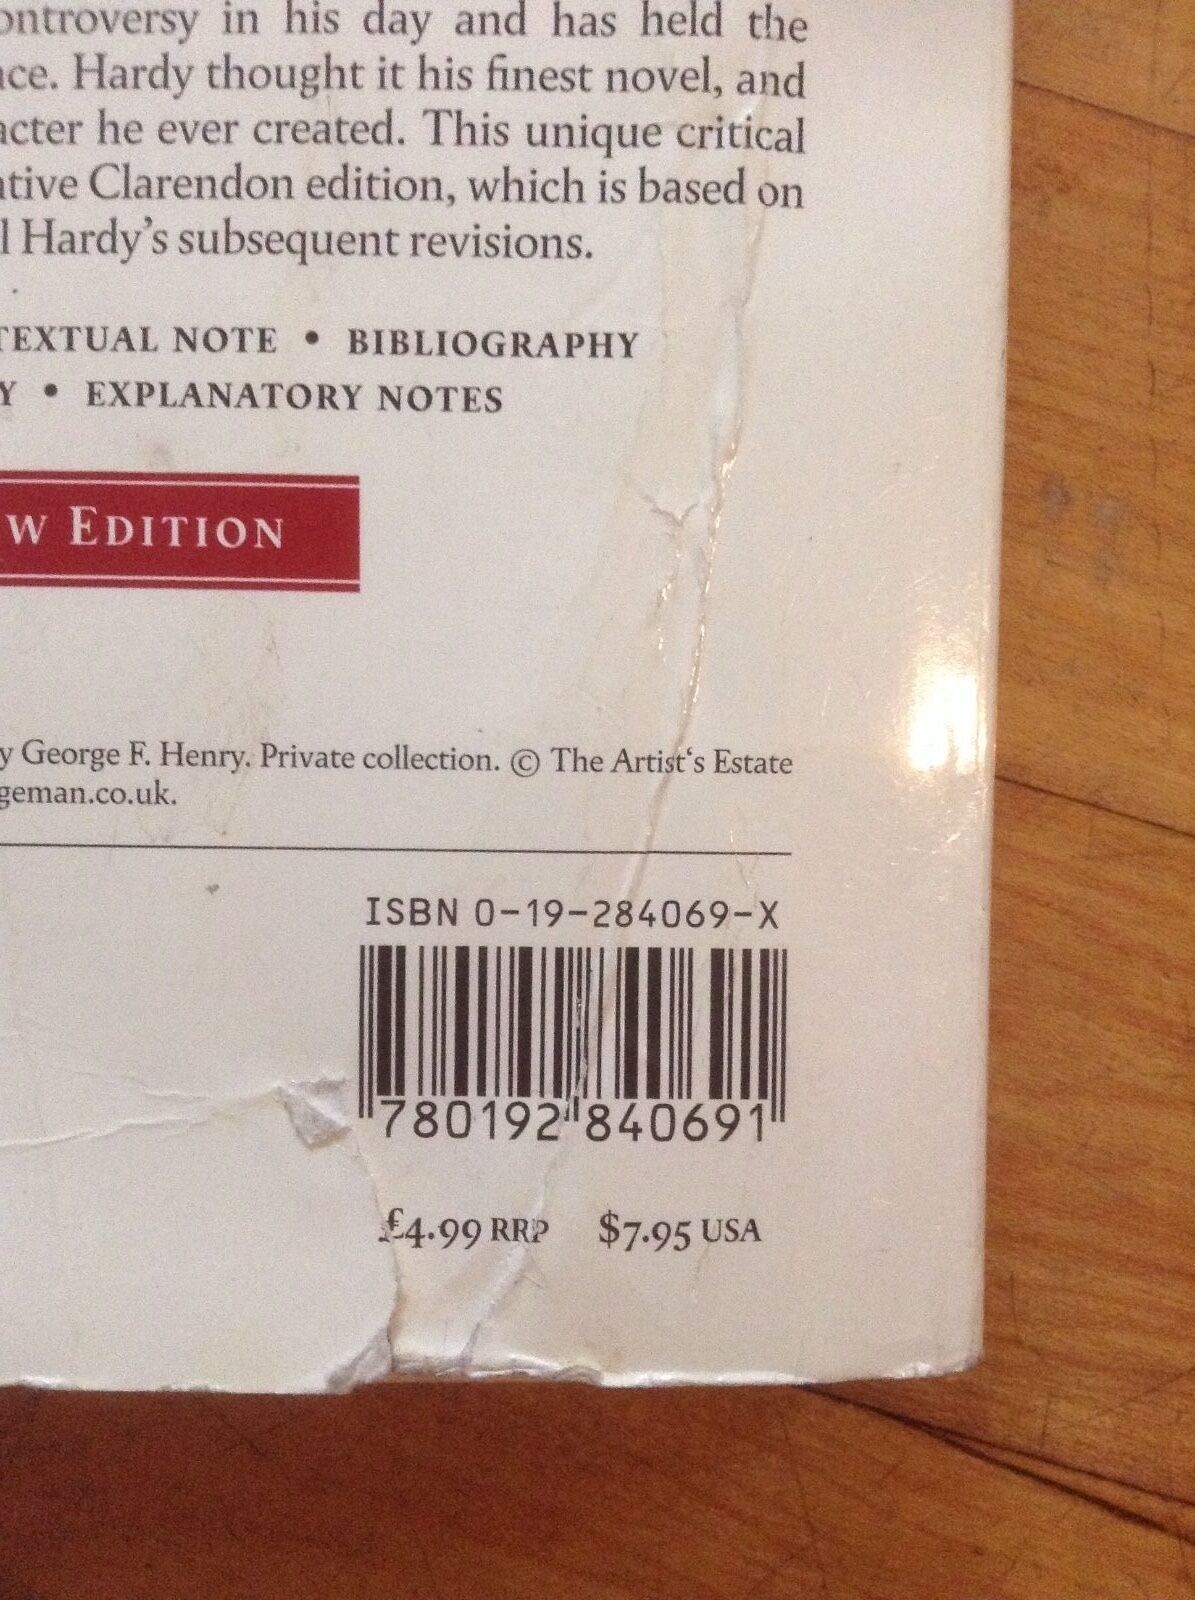 ontroversy in his day and has held the
ce. Hardy thought it his finest novel, and
acter he ever created. This unique critical
ative Clarendon edition, which is based on
l Hardy's subsequent revisions.
TEXTUAL NOTE • BIBLIOGRAPHY
Y • EXPLANATORY NOTES
W EDITION
y George F. Henry. Private collection. © The Artist‘s Estate
geman.co.uk.
ISBN 0-19-284069-X
780192 840691
£4.99 RRP $7.95 USA